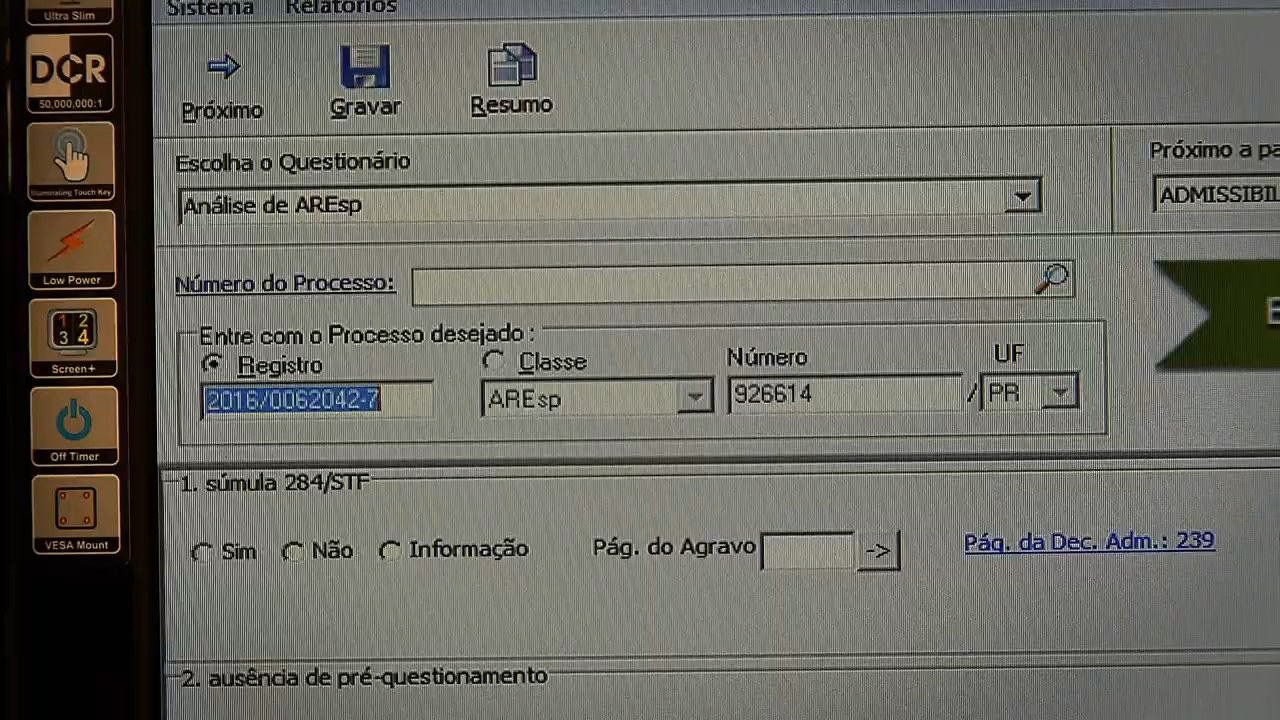 Sistema Relatórios
Ultra Slim
DCR
50,000,000:1
Próximo Gravar Resumo
Escolha o Questionário
Próximo a
Análise de AREsp
ADMISSIBIL
Illuminating Touch Key
Low Power
Número do Processo:
Entre com o Processo desejado :
Registro Classe Número UF
2016/0062042-7 AREsp 926614 / PR
1 2
3 4
Screen+
Off Timer
1. súmula 284/STF
Sim Não Informação Pág. do Agravo -> Pág. da Dec. Adm.: 239
VESA Mount
2. ausência de pré-questionamento